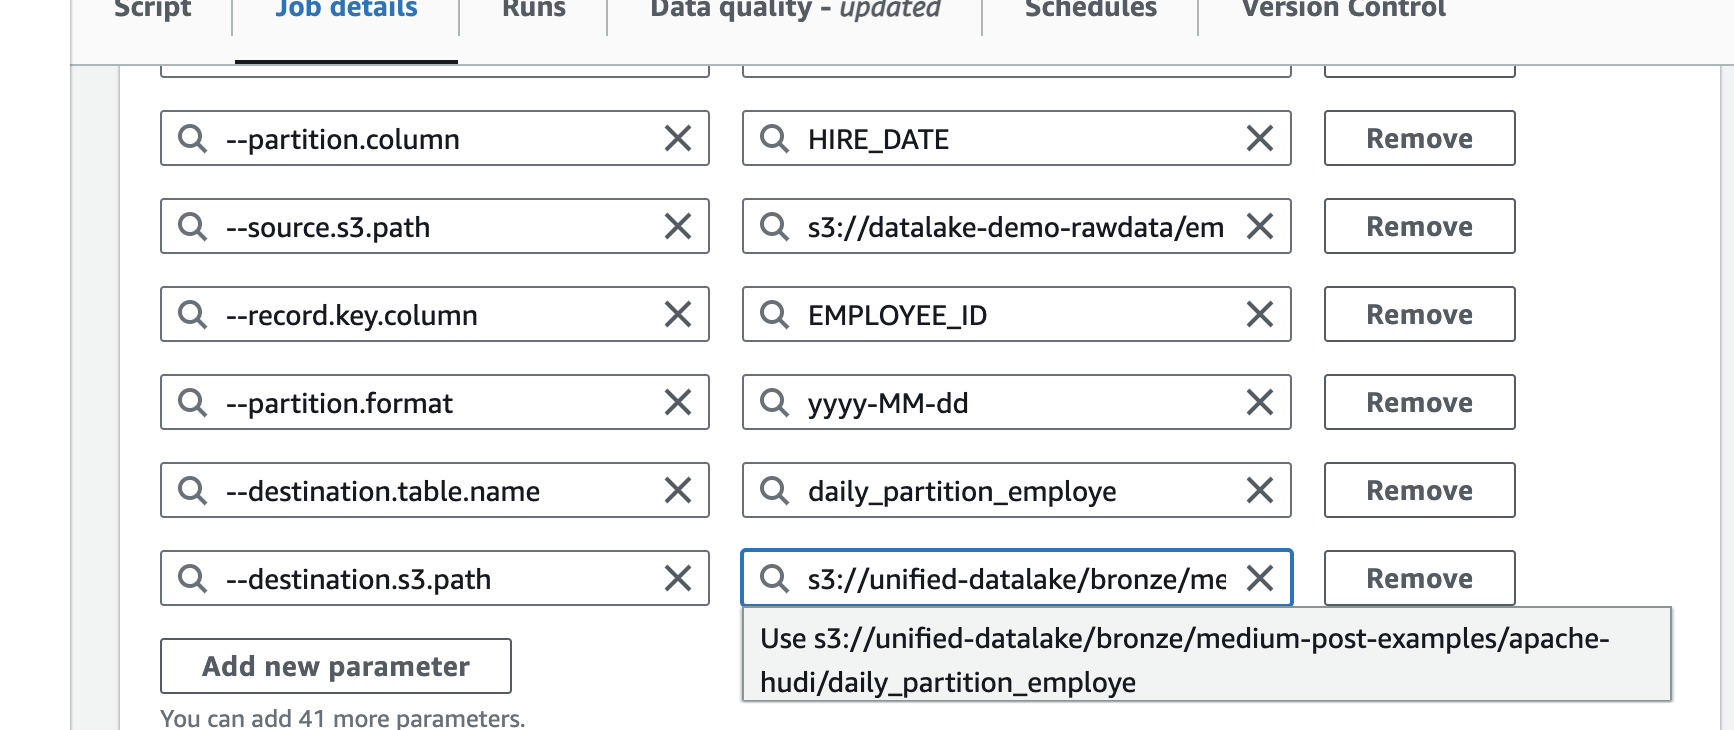 Script Job details Runs Data quality - updated Schedules Version Control
--partition.column HIRE_DATE Remove
--source.s3.path s3://datalake-demo-rawdata/em Remove
--record.key.column EMPLOYEE_ID Remove
--partition.format yyyy-MM-dd Remove
--destination.table.name daily_partition_employe Remove
--destination.s3.path s3://unified-datalake/bronze/me Remove
Use s3://unified-datalake/bronze/medium-post-examples/apache-
hudi/daily_partition_employe
Add new parameter
You can add 41 more parameters.